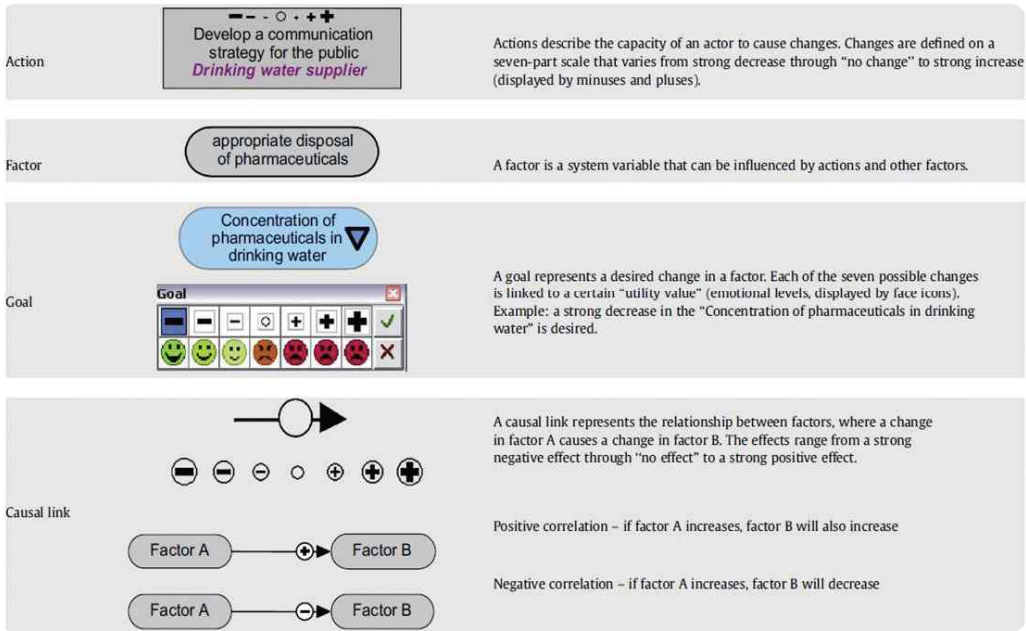 Action
Develop a communication
strategy for the public
Drinking water supplier
Actions describe the capacity of an actor to cause changes. Changes are defined on a
seven-part scale that varies from strong decrease through “no change” to strong increase
(displayed by minuses and pluses).
Factor
appropriate disposal
of pharmaceuticals
A factor is a system variable that can be influenced by actions and other factors.
Goal
Concentration of
pharmaceuticals in
drinking water
Goal
A goal represents a desired change in a factor. Each of the seven possible changes
is linked to a certain “utility value” (emotional levels, displayed by face icons).
Example: a strong decrease in the “Concentration of pharmaceuticals in drinking
water” is desired.
Causal link
A causal link represents the relationship between factors, where a change
in factor A causes a change in factor B. The effects range from a strong
negative effect through “no effect” to a strong positive effect.
Factor A
Factor B
Positive correlation – if factor A increases, factor B will also increase
Factor A
Factor B
Negative correlation – if factor A increases, factor B will decrease